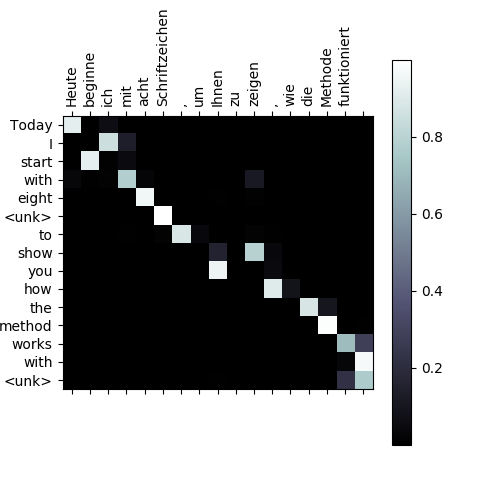 Heute
beginne
ich
mit
acht
Schriftzeichen
,
um
Ihnen
zu
zeigen
,
wie
die
Methode
funktioniert
Today
I
start
with
eight
<unk>
to
show
you
how
the
method
works
with
<unk>
0.8
0.6
0.4
0.2